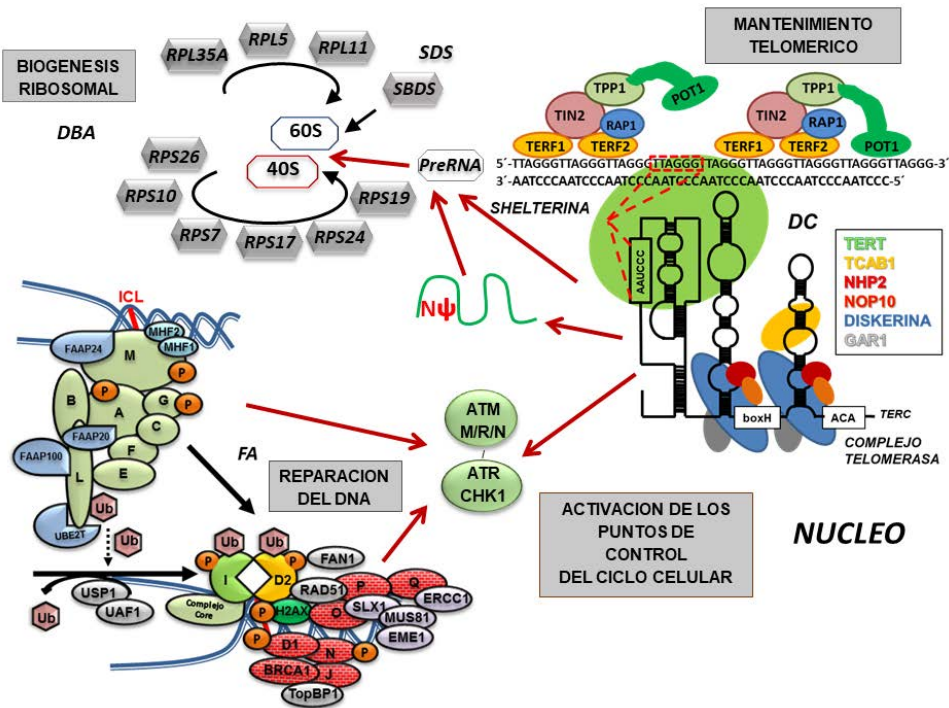 BIOGENESIS
RIBOSOMAL
RPL35A
RPL5
RPL11
SDS
SBDS
DBA
60S
40S
PreRNA
RPS26
RPS10
RPS7
RPS17
RPS24
RPS19
MANTENIMIENTO
TELOMERICO
TPP1
POT1
TIN2
RAP1
TERF1
TERF2
TPP1
TIN2
RAP1
POT1
TERF1
TERF2
5´-TTAGGGTTAGGGTTAGGGTTAGGGTTAGGGTTAGGGTTAGGGTTAGGGTTAGGG-3´
3´-AATCCCAATCCCAATCCCAATCCCAATCCCAATCCCAATCCC-5´
SHELTERINA
DC
AAUCCC
TERT
TCAB1
NHP2
NOP10
DISKERINA
GAR1
boxH
ACA
TERC
COMPLEJO
TELOMERASA
NΨ
ICL
MHF2
MHF1
FAAP24
M
P
P
P
B
A
G
C
FAAP20
F
FAAP100
E
L
Ub
UBE2T
Ub
FA
REPARACION
DEL DNA
ATM
M/R/N
ATR
CHK1
ACTIVACION DE LOS
PUNTOS DE
CONTROL
DEL CICLO CELULAR
NUCLEO
Ub
Ub
P
P
I
D2
FAN1
USP1
UAF1
Ub
Complejo
Core
RAD51
P
Q
ERCC1
P
H2AX
O
SLX1
MUS81
EME1
P
D1
N
P
BRCA1
J
TopBP1